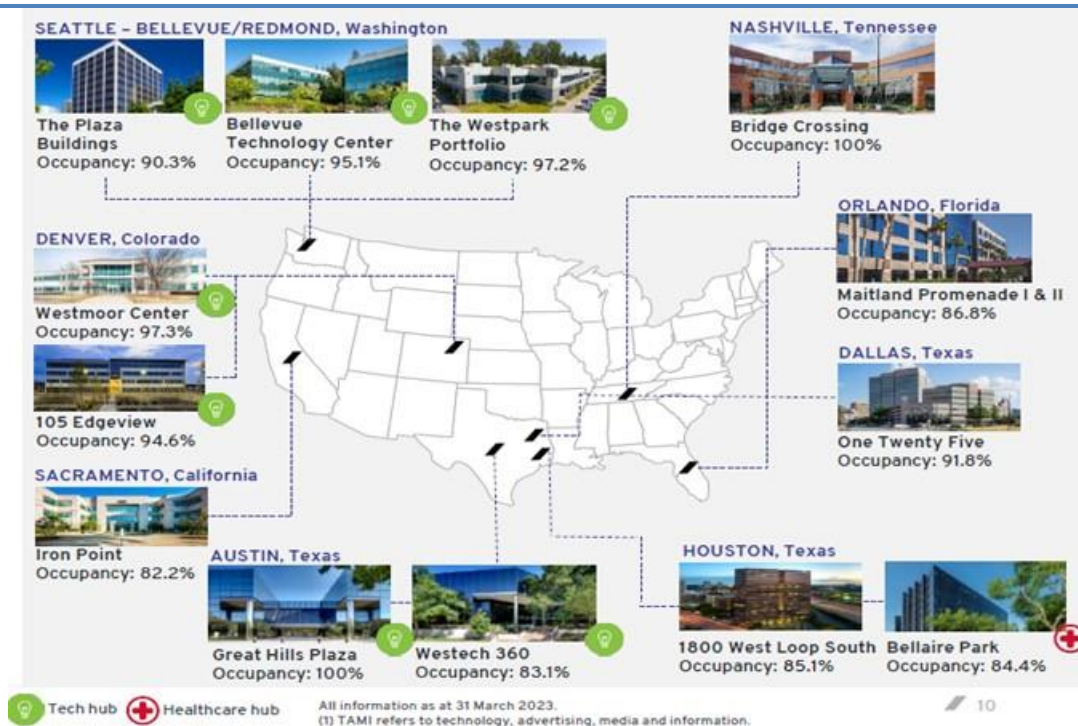 SEATTLE – BELLEVUE/REDMOND, Washington
The Plaza
Buildings
Occupancy: 90.3%
Bellevue
Technology Center
Occupancy: 95.1%
The Westpark
Portfolio
Occupancy: 97.2%
NASHVILLE, Tennessee
Bridge Crossing
Occupancy: 100%
DENVER, Colorado
Westmoor Center
Occupancy: 97.3%
105 Edgeview
Occupancy: 94.6%
ORLANDO, Florida
Maitland Promenade I & II
Occupancy: 86.8%
DALLAS, Texas
One Twenty Five
Occupancy: 91.8%
SACRAMENTO, California
Iron Point
Occupancy: 82.2%
AUSTIN, Texas
Great Hills Plaza
Occupancy: 100%
Westech 360
Occupancy: 83.1%
HOUSTON, Texas
1800 West Loop South
Occupancy: 85.1%
Bellaire Park
Occupancy: 84.4%
Tech hub
Healthcare hub
All information as at 31 March 2023.
(1) TAMI refers to technology, advertising, media and information.
10